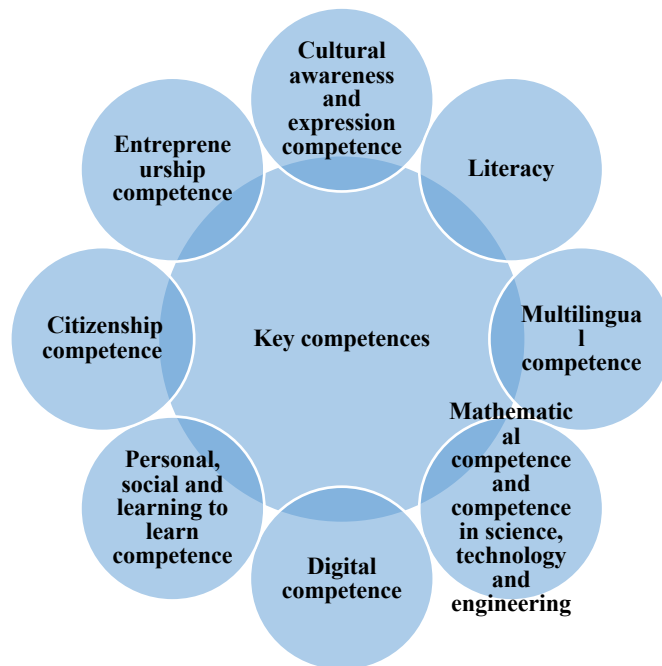 Cultural
awareness
and
expression
competence
Literacy
Multilingua
l
competence
Mathematic
al
competence
and
competence
in science,
technology
and
engineering
Digital
competence
Personal,
social and
learning to
learn
competence
Citizenship
competence
Entreprene
urship
competence
Key competences